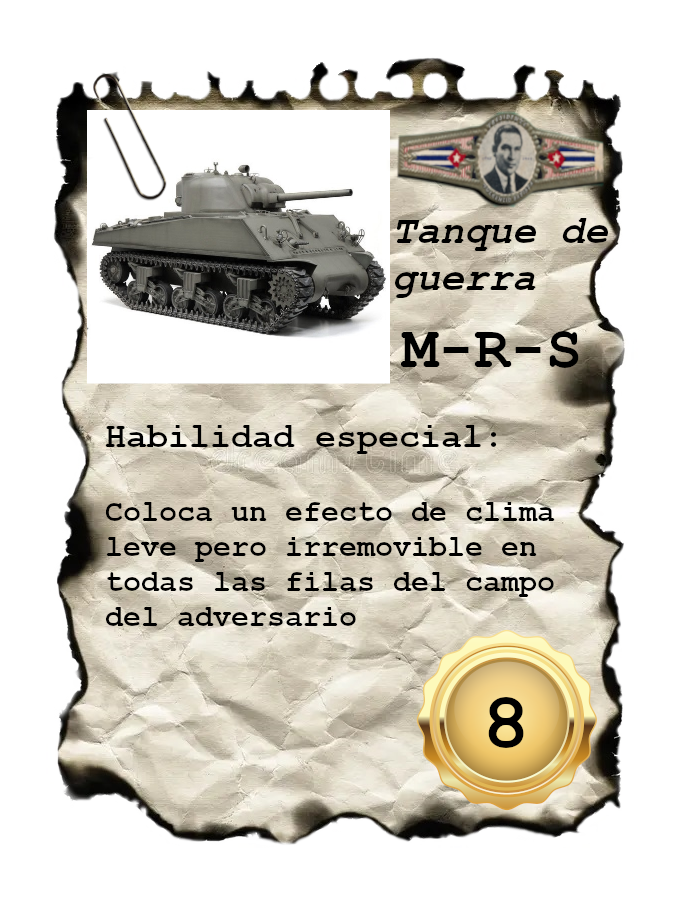 Tanque de
guerra
M-R-S
Habilidad especial:
Coloca un efecto de clima
leve pero irremovible en
todas las filas del campo
del adversario
8